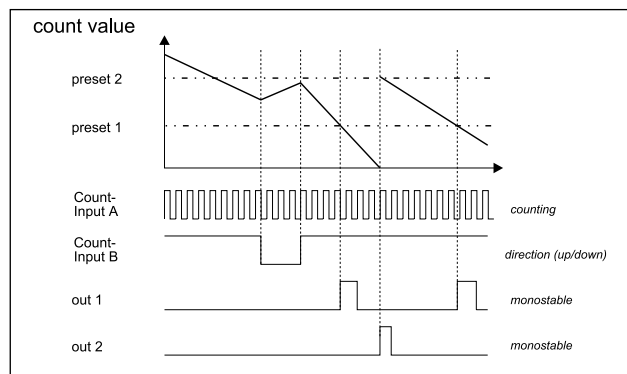 count value
preset 2
preset 1
Count-
Input A
counting
Count-
Input B
direction (up/down)
out 1
monostable
out 2
monostable